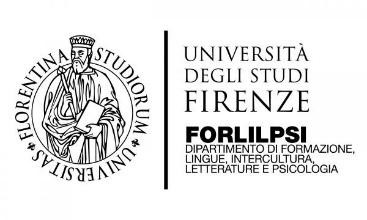 FLORENTINA STUDIORUM UNIVERSITAS
UNIVERSITÀ
DEGLI STUDI
FIRENZE
FORLILPSI
DIPARTIMENTO DI FORMAZIONE,
LINGUE, INTERCULTURA,
LETTERATURE E PSICOLOGIA